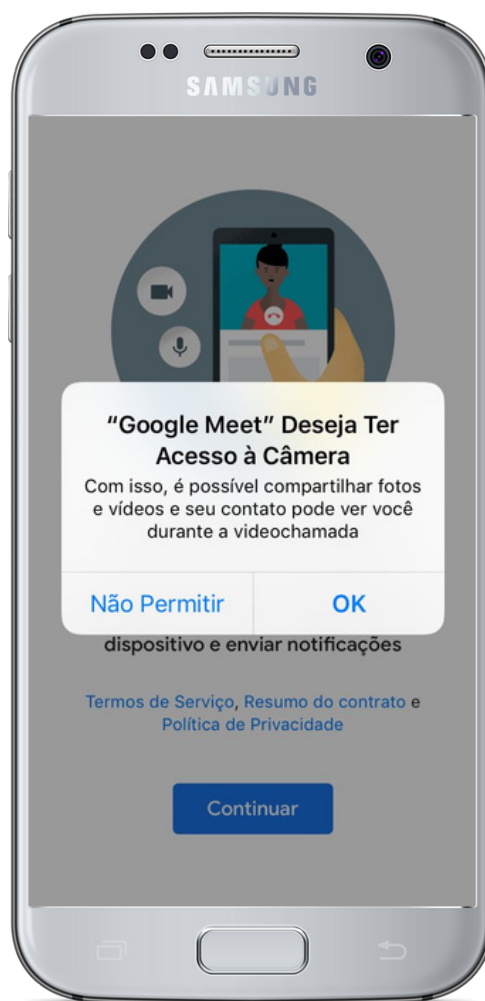 SAMSUNG
“Google Meet” Deseja Ter
Acesso à Câmera
Com isso, é possível compartilhar fotos
e vídeos e seu contato pode ver você
durante a videochamada
Não Permitir
OK
dispositivo e enviar notificações
Termos de Serviço, Resumo do contrato e
Política de Privacidade
Continuar